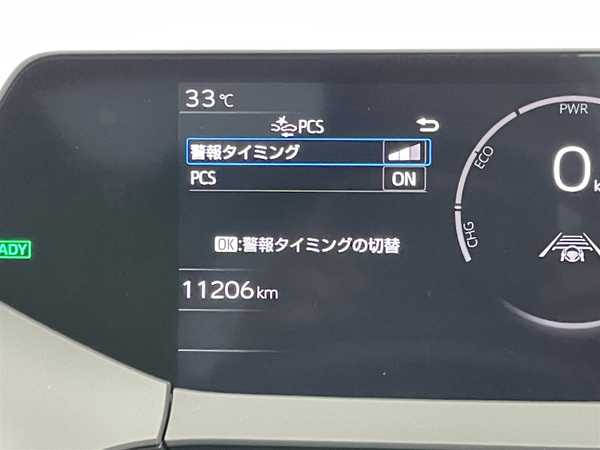 33℃
PCS
警報タイミング
PCS ON
OK:警報タイミングの切替
11206km
PWR
ECO
CHG
0
READY